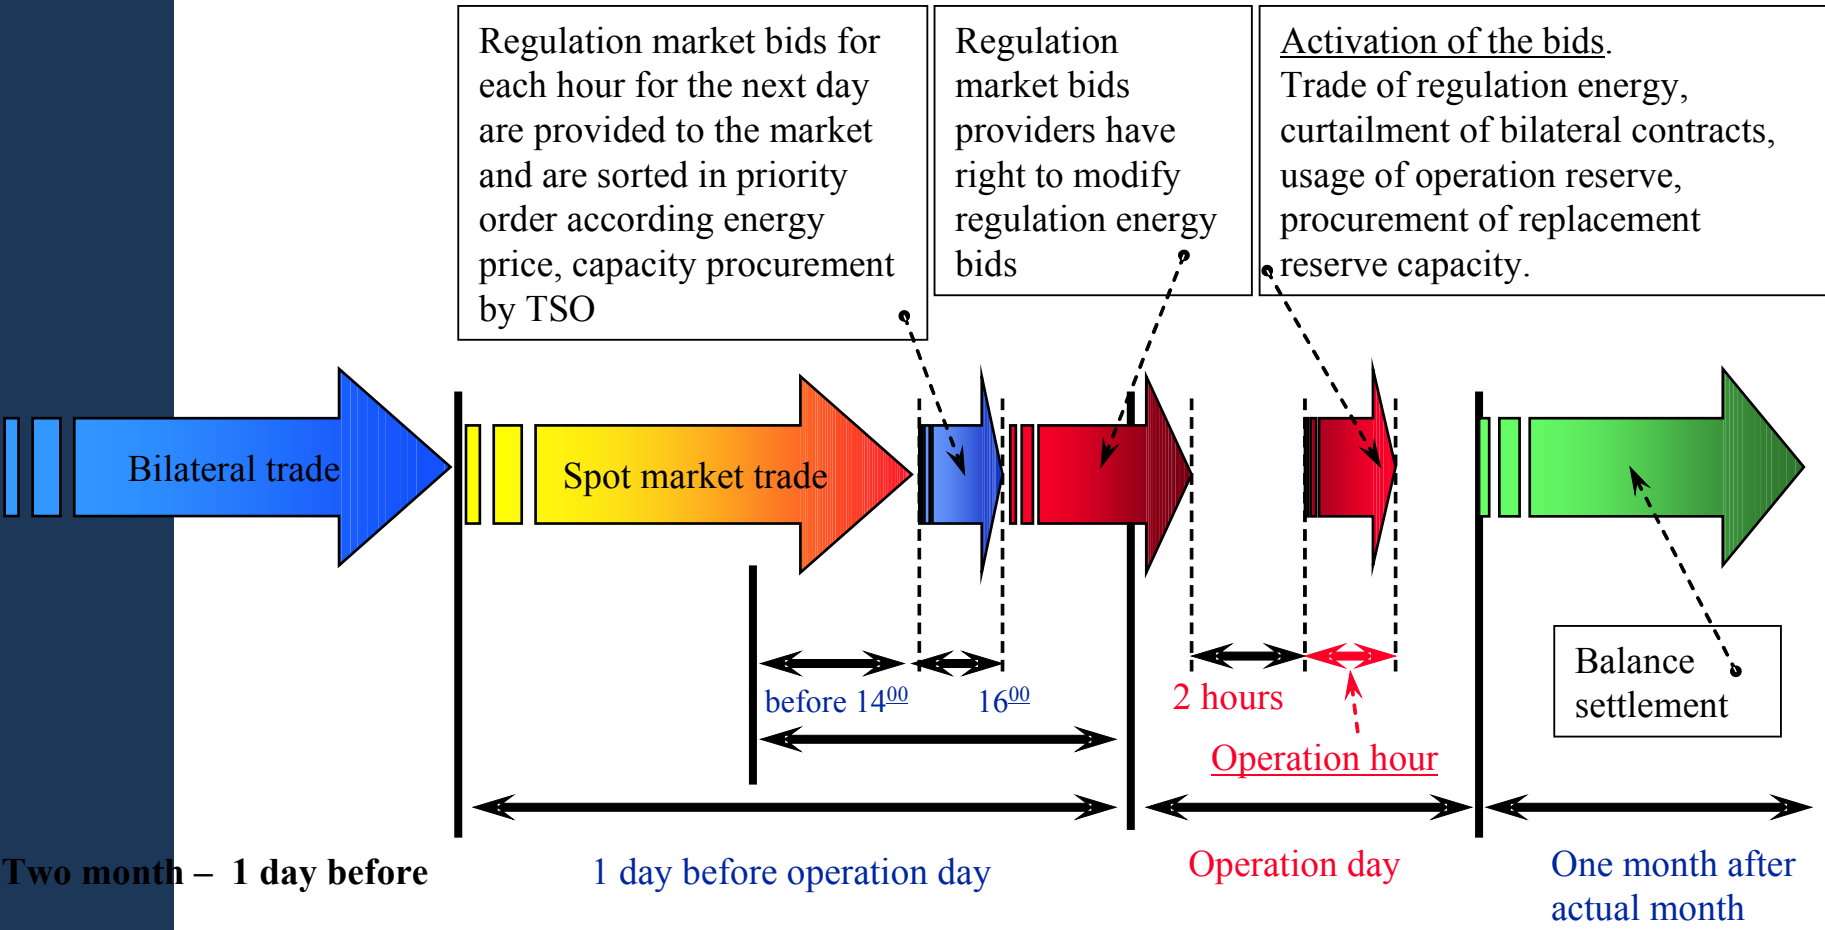 Regulation market bids for
each hour for the next day
are provided to the market
and are sorted in priority
order according energy
price, capacity procurement
by TSO
Regulation
market bids
providers have
right to modify
regulation energy
bids
Activation of the bids.
Trade of regulation energy,
curtailment of bilateral contracts,
usage of operation reserve,
procurement of replacement
reserve capacity.
Bilateral trade
Spot market trade
before 14⁰⁰
16⁰⁰
2 hours
Operation hour
Balance
settlement
Two month – 1 day before
1 day before operation day
Operation day
One month after
actual month